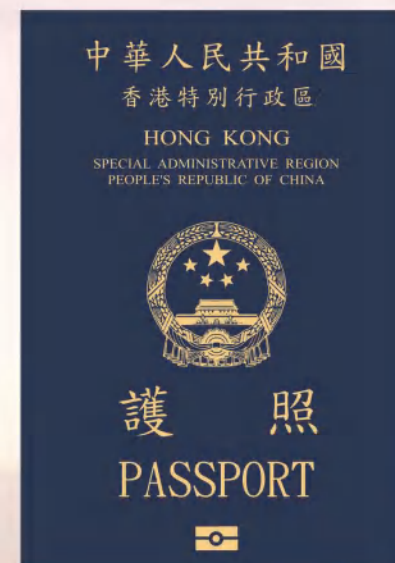 中華人民共和國
香港特別行政區
HONG KONG
SPECIAL ADMINISTRATIVE REGION
PEOPLE'S REPUBLIC OF CHINA
護照
PASSPORT